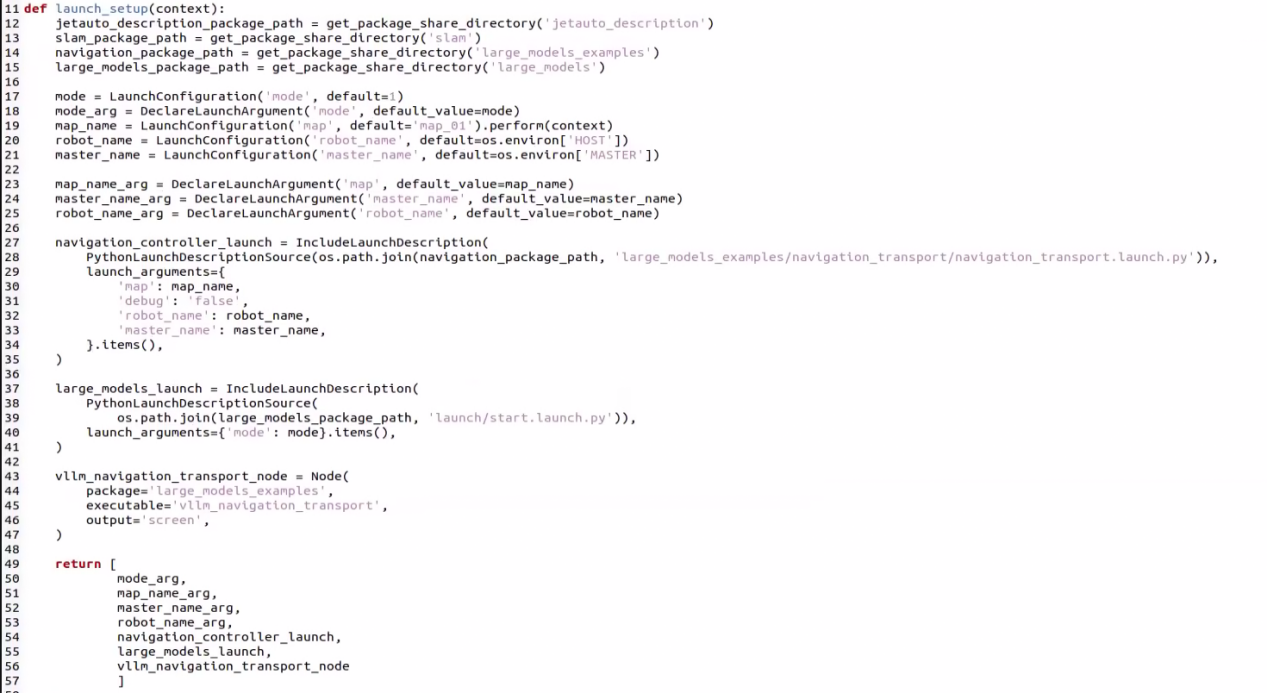 11 def launch_setup(context):
12     jetauto_description_package_path = get_package_share_directory('jetauto_description')
13     slam_package_path = get_package_share_directory('slam')
14     navigation_package_path = get_package_share_directory('large_models_examples')
15     large_models_package_path = get_package_share_directory('large_models')
16
17     mode = LaunchConfiguration('mode', default=1)
18     mode_arg = DeclareLaunchArgument('mode', default_value=mode)
19     map_name = LaunchConfiguration('map', default='map_01').perform(context)
20     robot_name = LaunchConfiguration('robot_name', default=os.environ['HOST'])
21     master_name = LaunchConfiguration('master_name', default=os.environ['MASTER'])
22
23     map_name_arg = DeclareLaunchArgument('map', default_value=map_name)
24     master_name_arg = DeclareLaunchArgument('master_name', default_value=master_name)
25     robot_name_arg = DeclareLaunchArgument('robot_name', default_value=robot_name)
26
27     navigation_controller_launch = IncludeLaunchDescription(
28         PythonLaunchDescriptionSource(os.path.join(navigation_package_path, 'large_models_examples/navigation_transport/navigation_transport.launch.py')),
29         launch_arguments={
30             'map': map_name,
31             'debug': 'false',
32             'robot_name': robot_name,
33             'master_name': master_name,
34         }.items(),
35     )
36
37     large_models_launch = IncludeLaunchDescription(
38         PythonLaunchDescriptionSource(
39             os.path.join(large_models_package_path, 'launch/start.launch.py')),
40         launch_arguments={'mode': mode}.items(),
41     )
42
43     vllm_navigation_transport_node = Node(
44         package='large_models_examples',
45         executable='vllm_navigation_transport',
46         output='screen',
47     )
48
49     return [
50             mode_arg,
51             map_name_arg,
52             master_name_arg,
53             robot_name_arg,
54             navigation_controller_launch,
55             large_models_launch,
56             vllm_navigation_transport_node
57             ]